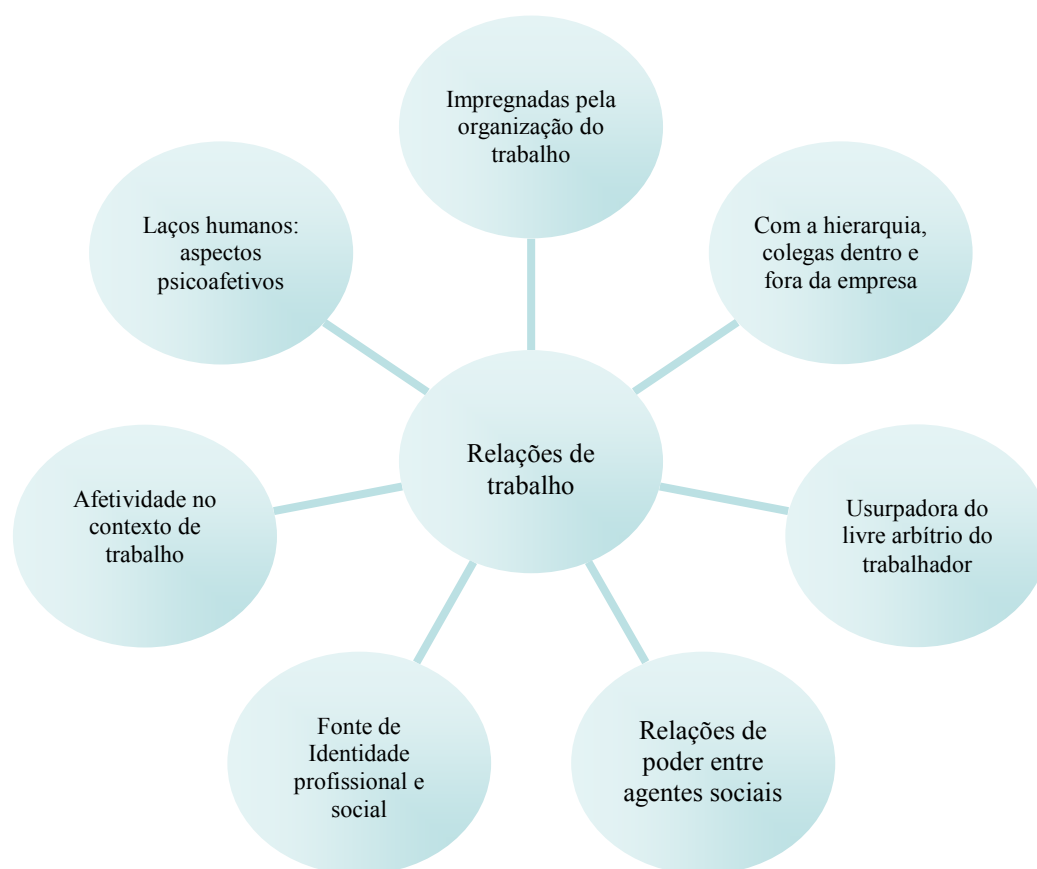 Impregnadas pela
organização do
trabalho
Laços humanos:
aspectos
psicoafetivos
Com a hierarquia,
colegas dentro e
fora da empresa
Relações de
trabalho
Afetividade no
contexto de
trabalho
Usurpadora do
livre arbítrio do
trabalhador
Fonte de
Identidade
profissional e
social
Relações de
poder entre
agentes sociais